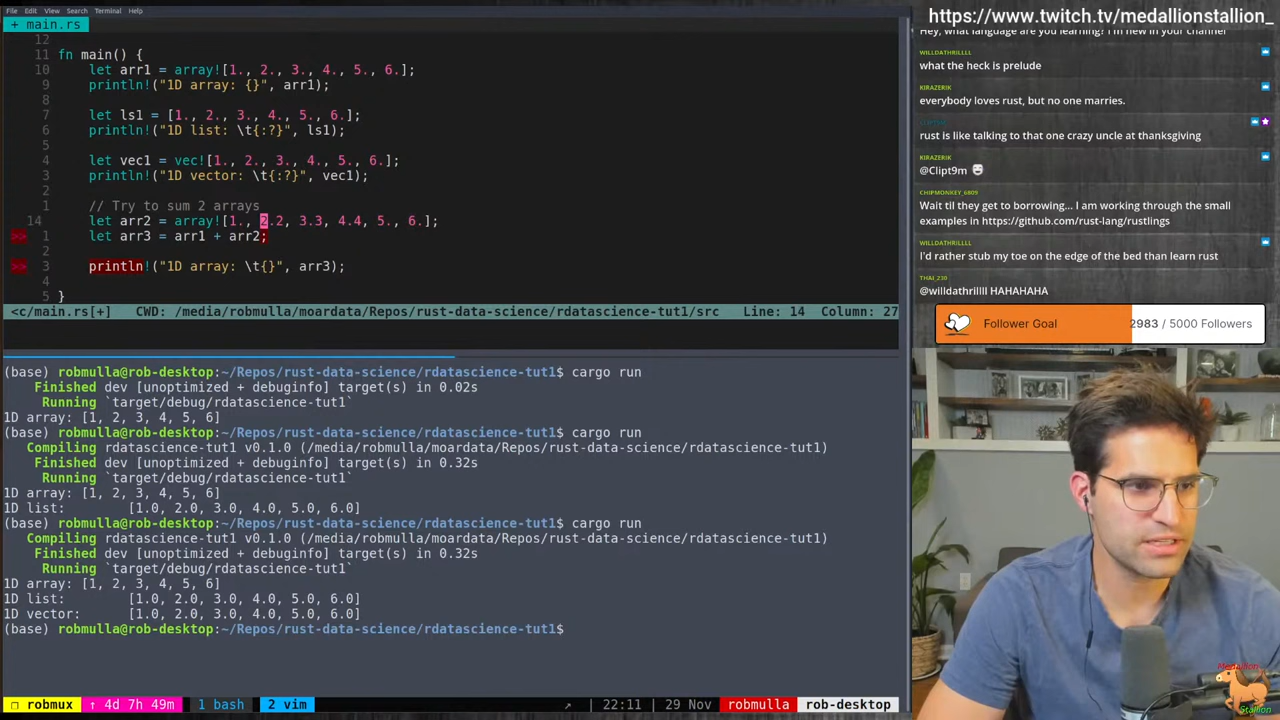 File Edit View Search Terminal Help
+ main.rs
12
11 fn main() {
10 let arr1 = array![1., 2., 3., 4., 5., 6.];
9 println!("1D array: {}", arr1);
8
7 let ls1 = [1., 2., 3., 4., 5., 6.];
6 println!("1D list: \t{:?}", ls1);
5
4 let vec1 = vec![1., 2., 3., 4., 5., 6.];
3 println!("1D vector: \t{:?}", vec1);
2
1 // Try to sum 2 arrays
14 let arr2 = array![1., 2.2, 3.3, 4.4, 5., 6.];
>> 1 let arr3 = arr1 + arr2;
2
>> 3 println!("1D array: \t{}", arr3);
4
5 }
<c/main.rs[+] CWD: /media/robmulla/moardata/Repos/rust-data-science/rdatascience-tut1/src Line: 14 Column: 27
(base) robmulla@rob-desktop:~/Repos/rust-data-science/rdatascience-tut1$ cargo run
Finished dev [unoptimized + debuginfo] target(s) in 0.02s
Running `target/debug/rdatascience-tut1`
1D array: [1, 2, 3, 4, 5, 6]
(base) robmulla@rob-desktop:~/Repos/rust-data-science/rdatascience-tut1$ cargo run
Compiling rdatascience-tut1 v0.1.0 (/media/robmulla/moardata/Repos/rust-data-science/rdatascience-tut1)
Finished dev [unoptimized + debuginfo] target(s) in 0.32s
Running `target/debug/rdatascience-tut1`
1D array: [1, 2, 3, 4, 5, 6]
1D list: [1.0, 2.0, 3.0, 4.0, 5.0, 6.0]
(base) robmulla@rob-desktop:~/Repos/rust-data-science/rdatascience-tut1$ cargo run
Compiling rdatascience-tut1 v0.1.0 (/media/robmulla/moardata/Repos/rust-data-science/rdatascience-tut1)
Finished dev [unoptimized + debuginfo] target(s) in 0.32s
Running `target/debug/rdatascience-tut1`
1D array: [1, 2, 3, 4, 5, 6]
1D list: [1.0, 2.0, 3.0, 4.0, 5.0, 6.0]
1D vector: [1.0, 2.0, 3.0, 4.0, 5.0, 6.0]
(base) robmulla@rob-desktop:~/Repos/rust-data-science/rdatascience-tut1$
❐ robmux ↑ 4d 7h 49m 1 bash 2 vim ↗ | 22:11 | 29 Nov robmulla rob-desktop
https://www.twitch.tv/medallionstallion_
Hey, what language are you learning? I'm new in your channel
WILLDATHRILLLL
what the heck is prelude
KIRAZERIK
everybody loves rust, but no one marries.
rust is like talking to that one crazy uncle at thanksgiving
KIRAZERIK
@Clipt9m
CHIPMONKEY_6809
Wait til they get to borrowing... I am working through the small
examples in https://github.com/rust-lang/rustlings
WILLDATHRILLLL
I'd rather stub my toe on the edge of the bed than learn rust
THAI_230
@willdathrillll HAHAHAHA
Follower Goal 2983 / 5000 Followers
Medallion
Stallion